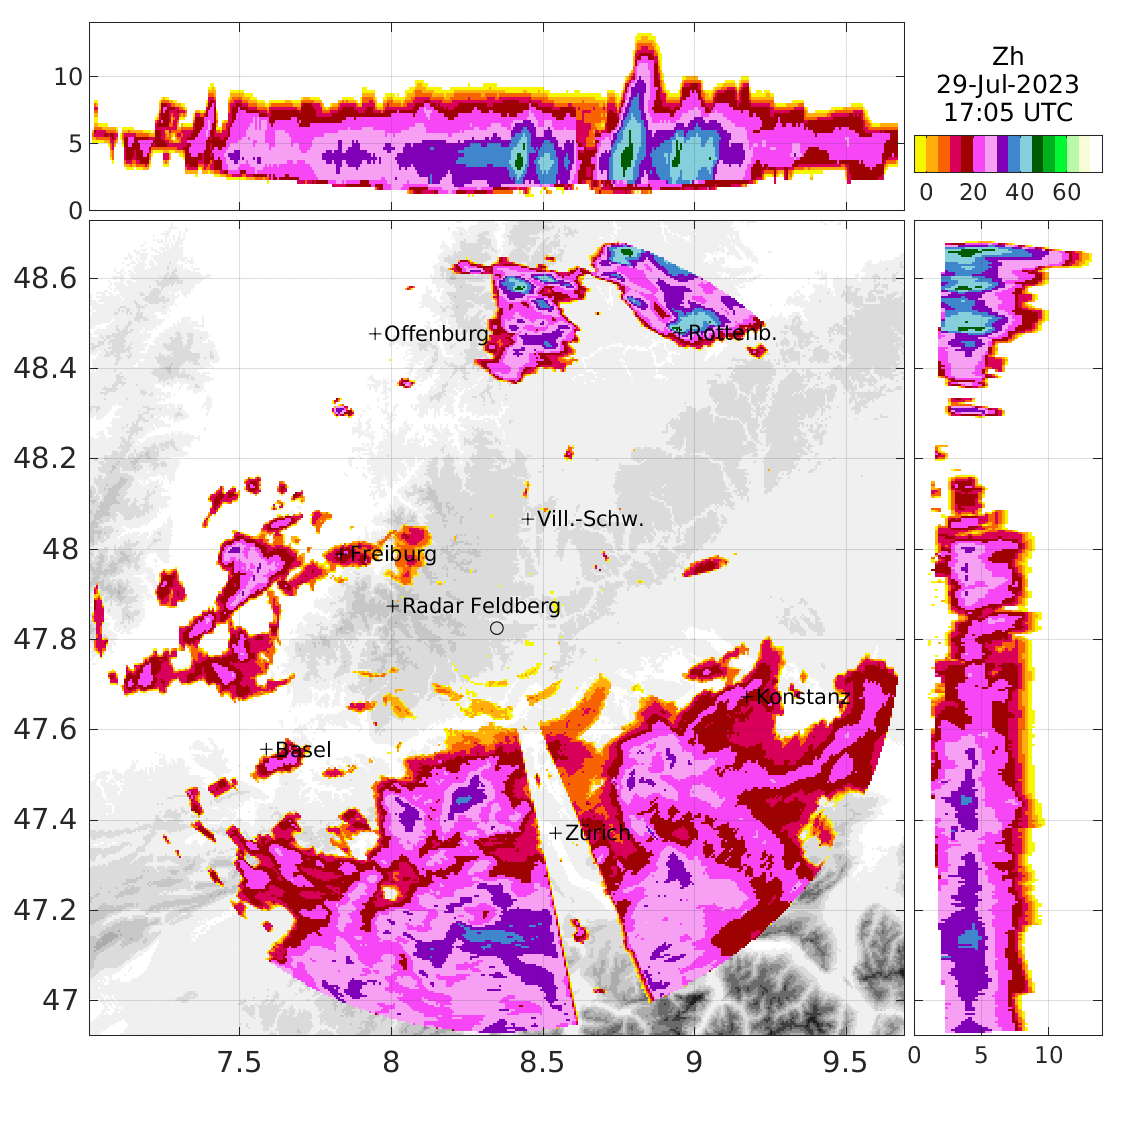 10
5
0
Zh
29-Jul-2023
17:05 UTC
0 20 40 60
48.6
48.4
48.2
48
47.8
47.6
47.4
47.2
47
+Offenburg
+Rottenb.
+Vill.-Schw.
+Freiburg
+Radar Feldberg
+Konstanz
+Basel
+Zürich
7.5 8 8.5 9 9.5
0 5 10